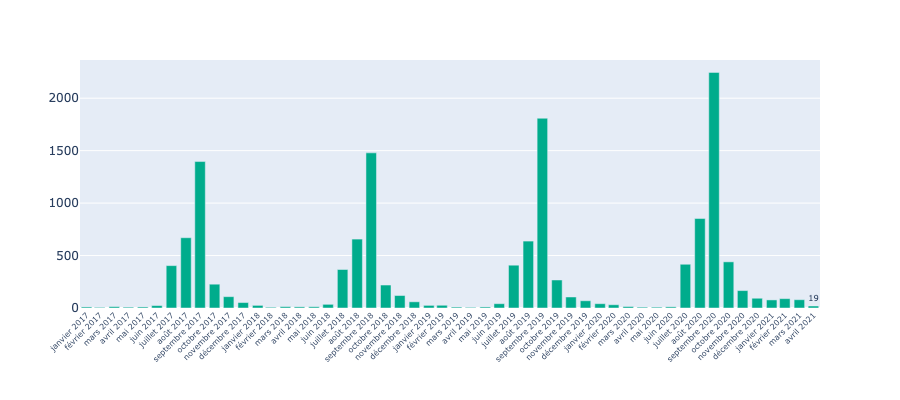 2000
1500
1000
500
0
19
janvier 2017
février 2017
mars 2017
avril 2017
mai 2017
juin 2017
juillet 2017
août 2017
septembre 2017
octobre 2017
novembre 2017
décembre 2017
janvier 2018
février 2018
mars 2018
avril 2018
mai 2018
juin 2018
juillet 2018
août 2018
septembre 2018
octobre 2018
novembre 2018
décembre 2018
janvier 2019
février 2019
mars 2019
avril 2019
mai 2019
juin 2019
juillet 2019
août 2019
septembre 2019
octobre 2019
novembre 2019
décembre 2019
janvier 2020
février 2020
mars 2020
avril 2020
mai 2020
juin 2020
juillet 2020
août 2020
septembre 2020
octobre 2020
novembre 2020
décembre 2020
janvier 2021
février 2021
mars 2021
avril 2021